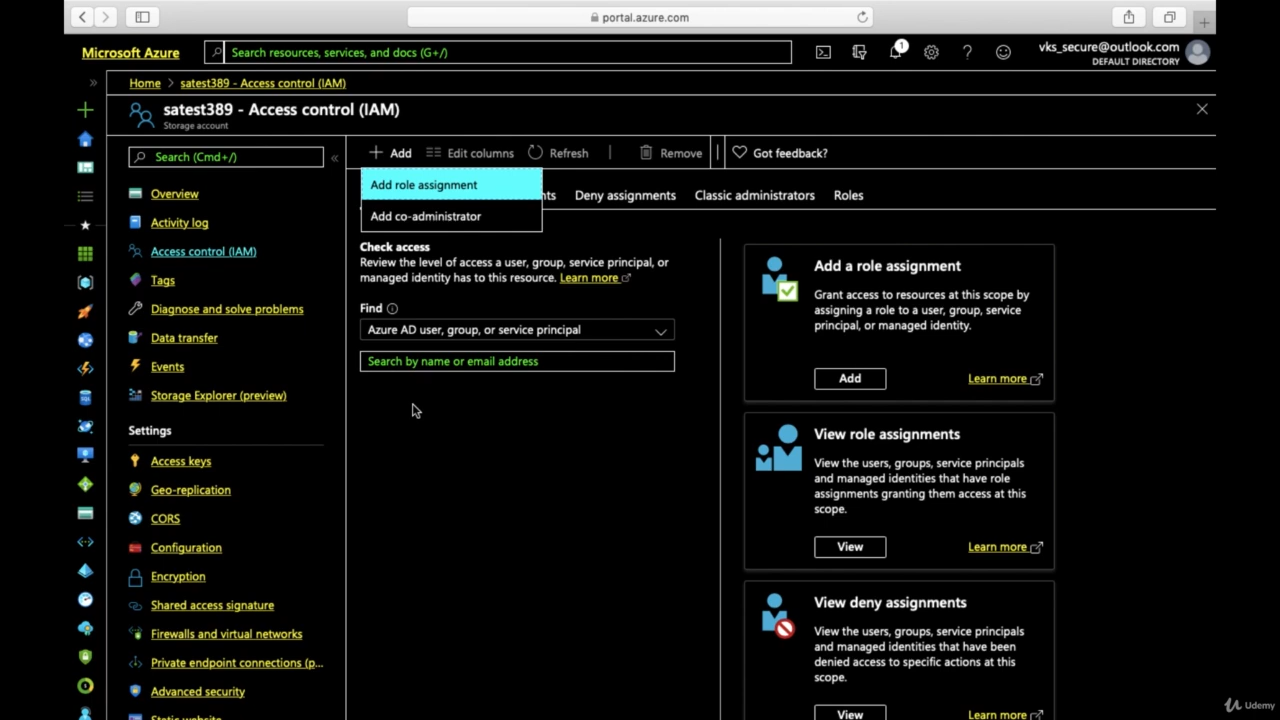 portal.azure.com
Microsoft Azure
Search resources, services, and docs (G+/)
1
vks_secure@outlook.com
DEFAULT DIRECTORY
Home > satest389 - Access control (IAM)
satest389 - Access control (IAM)
Storage account
Search (Cmd+/)
Overview
Activity log
Access control (IAM)
Tags
Diagnose and solve problems
Data transfer
Events
Storage Explorer (preview)
Settings
Access keys
Geo-replication
CORS
Configuration
Encryption
Shared access signature
Firewalls and virtual networks
Private endpoint connections (p...
Advanced security
Static website
Add
Edit columns
Refresh
Remove
Got feedback?
Add role assignment
Add co-administrator
nts
Deny assignments
Classic administrators
Roles
Check access
Review the level of access a user, group, service principal, or
managed identity has to this resource. Learn more
Find
Azure AD user, group, or service principal
Search by name or email address
Add a role assignment
Grant access to resources at this scope by
assigning a role to a user, group, service
principal, or managed identity.
Add
Learn more
View role assignments
View the users, groups, service principals
and managed identities that have role
assignments granting them access at this
scope.
View
Learn more
View deny assignments
View the users, groups, service principals
and managed identities that have been
denied access to specific actions at this
scope.
View
Learn more
Udemy